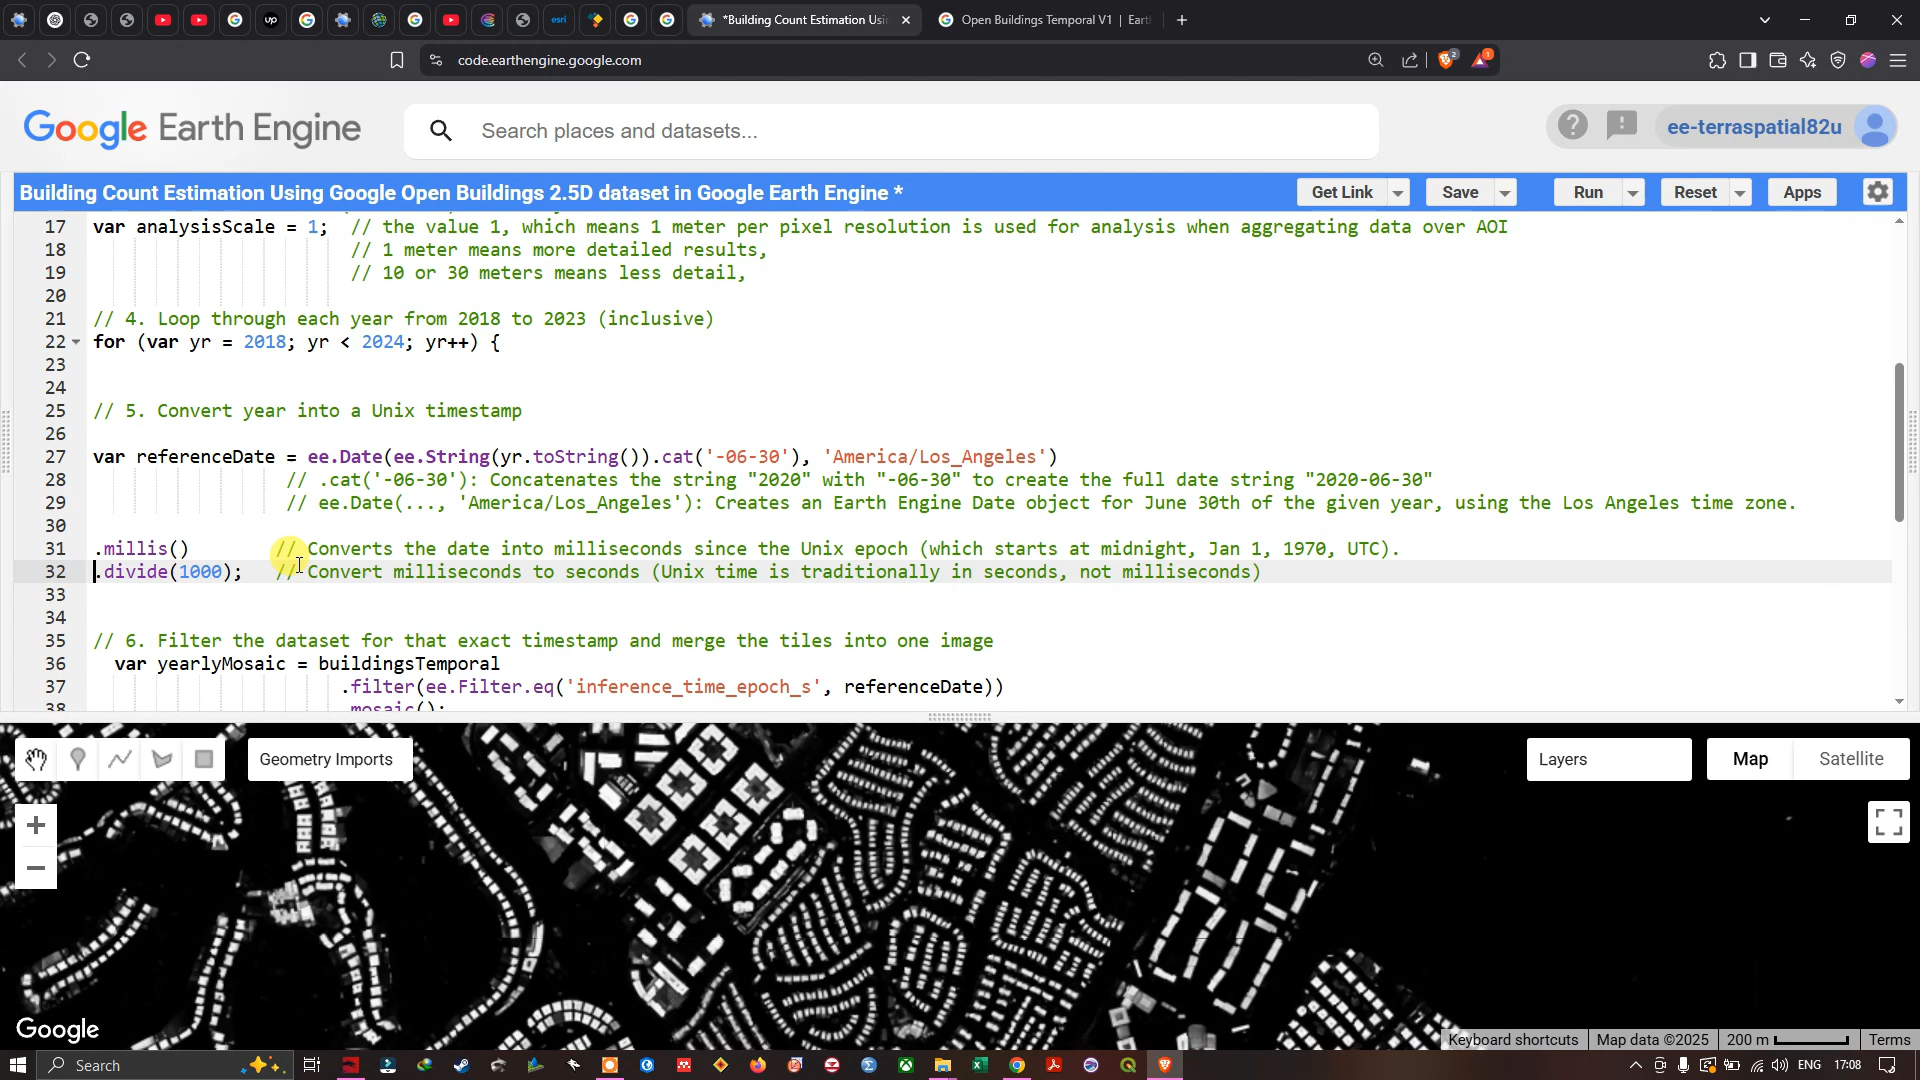 up
esri
*Building Count Estimation Usi
Open Buildings Temporal V1 | Eart
code.earthengine.google.com
2
1
Google Earth Engine
Search places and datasets...
ee-terraspatial82u
Building Count Estimation Using Google Open Buildings 2.5D dataset in Google Earth Engine *
Get Link
Save
Run
Reset
Apps
17 var analysisScale = 1; // the value 1, which means 1 meter per pixel resolution is used for analysis when aggregating data over AOI
18 // 1 meter means more detailed results,
19 // 10 or 30 meters means less detail,
20
21 // 4. Loop through each year from 2018 to 2023 (inclusive)
22 for (var yr = 2018; yr < 2024; yr++) {
23
24
25 // 5. Convert year into a Unix timestamp
26
27 var referenceDate = ee.Date(ee.String(yr.toString()).cat('-06-30'), 'America/Los_Angeles')
28 // .cat('-06-30'): Concatenates the string "2020" with "-06-30" to create the full date string "2020-06-30"
29 // ee.Date(..., 'America/Los_Angeles'): Creates an Earth Engine Date object for June 30th of the given year, using the Los Angeles time zone.
30
31 .millis() // Converts the date into milliseconds since the Unix epoch (which starts at midnight, Jan 1, 1970, UTC).
32 .divide(1000); // Convert milliseconds to seconds (Unix time is traditionally in seconds, not milliseconds)
33
34
35 // 6. Filter the dataset for that exact timestamp and merge the tiles into one image
36 var yearlyMosaic = buildingsTemporal
37 .filter(ee.Filter.eq('inference_time_epoch_s', referenceDate))
38 .mosaic();
Geometry Imports
Layers
Map
Satellite
Google
Keyboard shortcuts
Map data ©2025
200 m
Terms
Search
ENG
17:08